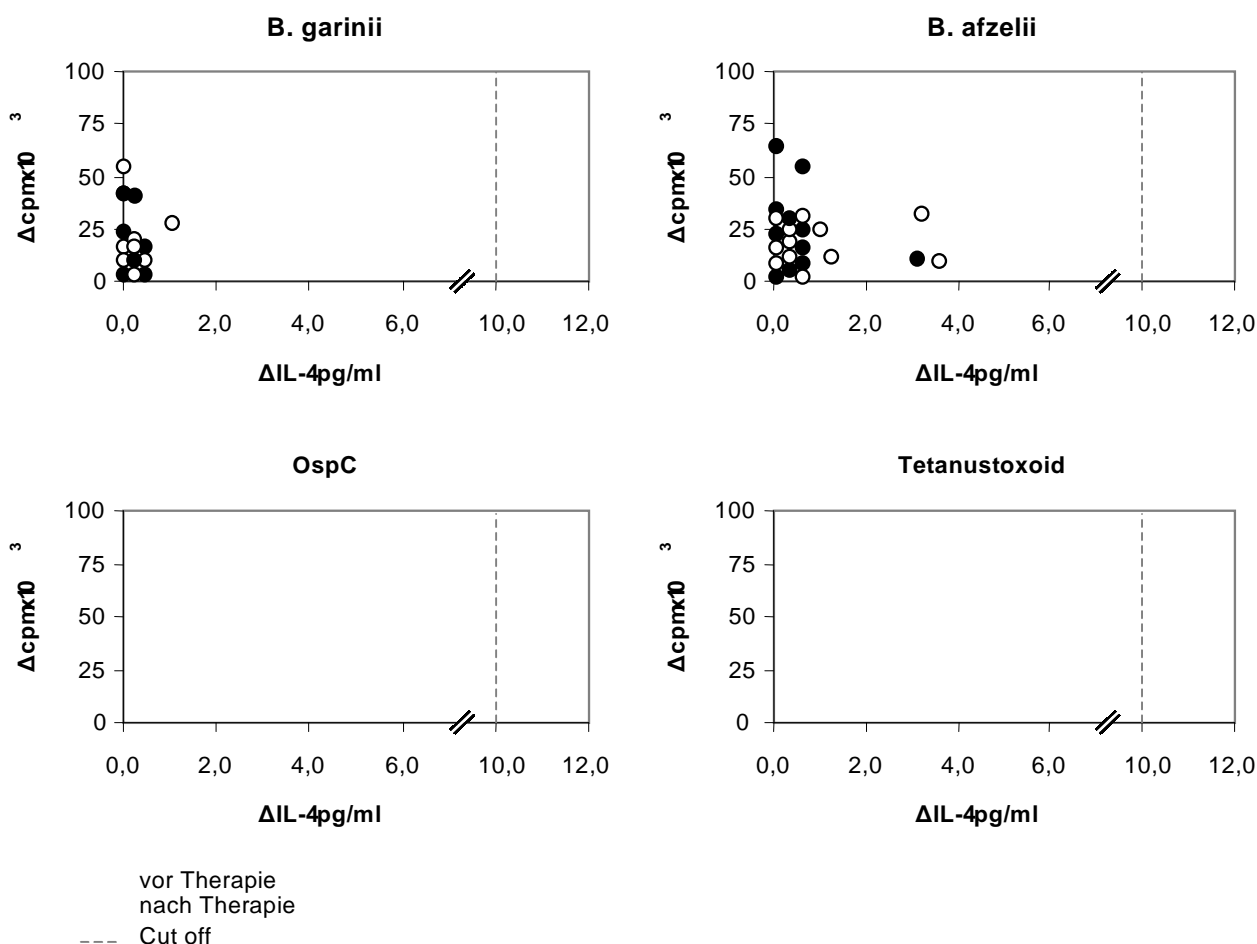 B. garinii
100
75
50
25
0
Δcpmx10 3
0,0 2,0 4,0 6,0 10,0 12,0
ΔIL-4pg/ml
B. afzelii
100
75
50
25
0
Δcpmx10 3
0,0 2,0 4,0 6,0 10,0 12,0
ΔIL-4pg/ml
OspC
100
75
50
25
0
Δcpmx10 3
0,0 2,0 4,0 6,0 10,0 12,0
ΔIL-4pg/ml
Tetanustoxoid
100
75
50
25
0
Δcpmx10 3
0,0 2,0 4,0 6,0 10,0 12,0
ΔIL-4pg/ml
vor Therapie
nach Therapie
Cut off